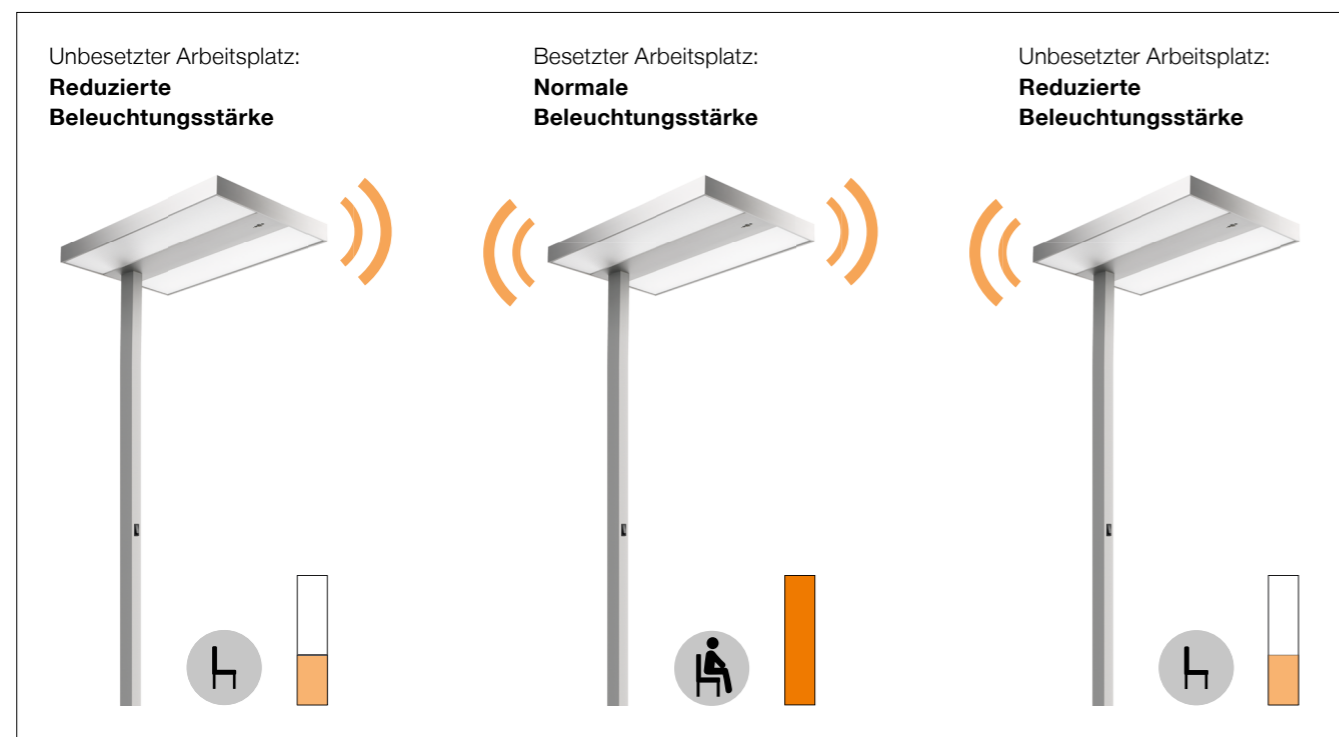 Unbesetzter Arbeitsplatz:
Reduzierte
Beleuchtungsstärke
Besetzter Arbeitsplatz:
Normale
Beleuchtungsstärke
Unbesetzter Arbeitsplatz:
Reduzierte
Beleuchtungsstärke